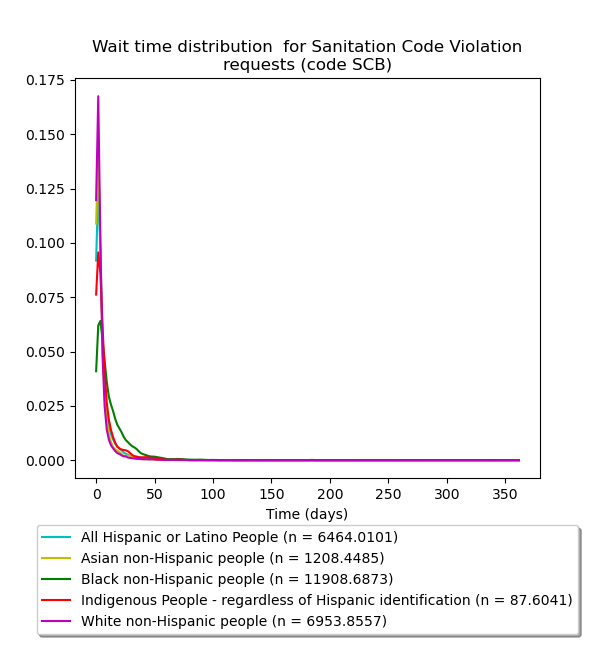 Wait time distribution  for Sanitation Code Violation
requests (code SCB)
0.175
0.150
0.125
0.100
0.075
0.050
0.025
0.000
0 50 100 150 200 250 300 350
Time (days)
All Hispanic or Latino People (n = 6464.0101)
Asian non-Hispanic people (n = 1208.4485)
Black non-Hispanic people (n = 11908.6873)
Indigenous People - regardless of Hispanic identification (n = 87.6041)
White non-Hispanic people (n = 6953.8557)